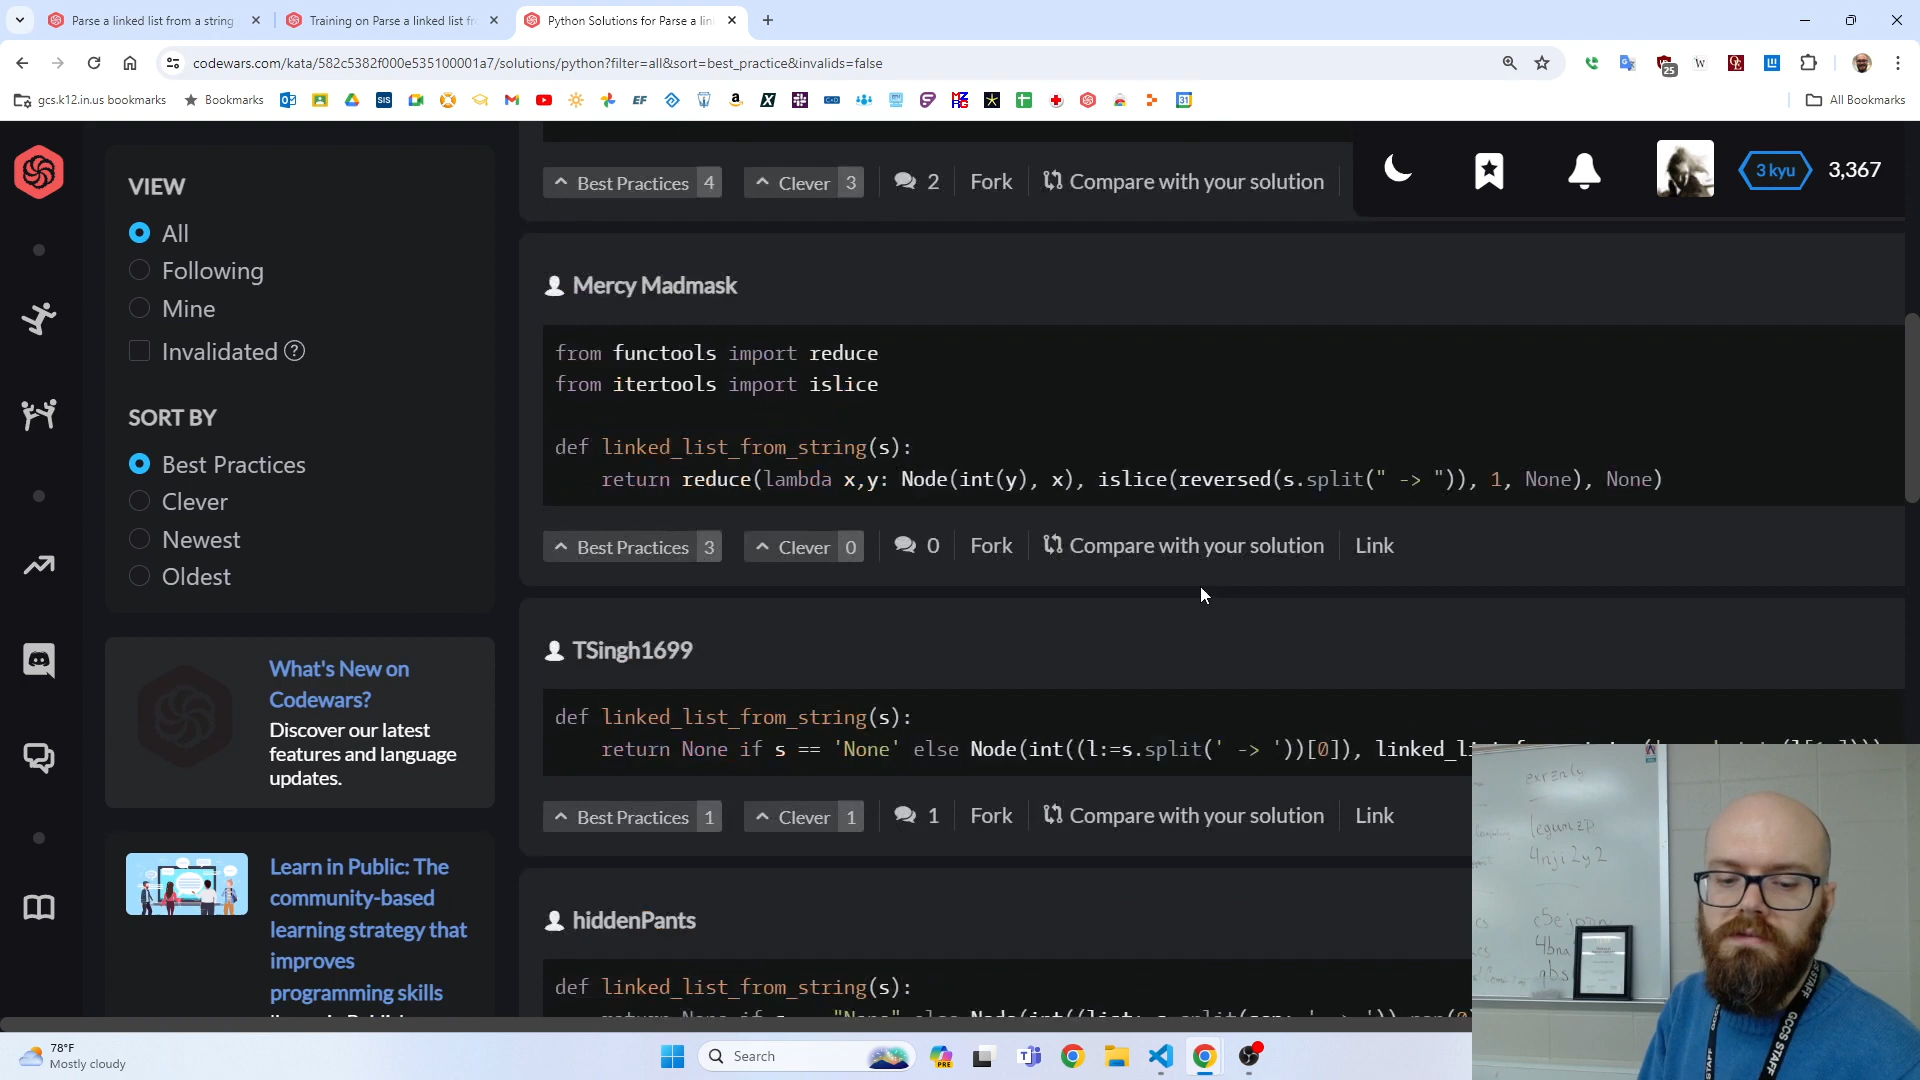 Parse a linked list from a string
Training on Parse a linked list fr
Python Solutions for Parse a lin
codewars.com/kata/582c5382f000e535100001a7/solutions/python?filter=all&sort=best_practice&invalids=false
25
gcs.k12.in.us bookmarks
Bookmarks
All Bookmarks
VIEW
All
Following
Mine
Invalidated
SORT BY
Best Practices
Clever
Newest
Oldest
What's New on
Codewars?
Discover our latest
features and language
updates.
Learn in Public: The
community-based
learning strategy that
improves
programming skills
Best Practices 4
Clever 3
2
Fork
Compare with your solution
3 kyu
3,367
Mercy Madmask
from functools import reduce
from itertools import islice
def linked_list_from_string(s):
return reduce(lambda x,y: Node(int(y), x), islice(reversed(s.split(" -> ")), 1, None), None)
Best Practices 3
Clever 0
0
Fork
Compare with your solution
Link
TSingh1699
def linked_list_from_string(s):
return None if s == 'None' else Node(int((l:=s.split(' -> '))[0]),
Best Practices 1
Clever 1
1
Fork
Compare with your solution
Link
hiddenPants
def linked_list_from_string(s):
legumzp
4nji2y2
GCCS STAFF
78°F
Mostly cloudy
Search